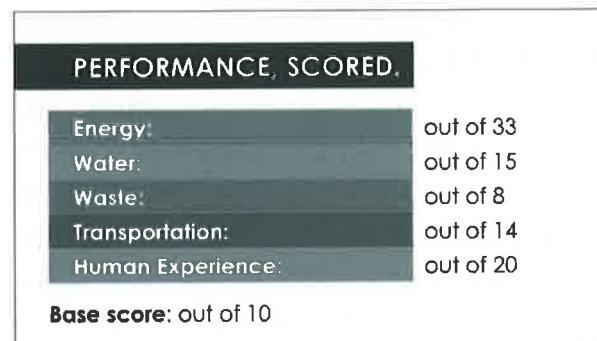 PERFORMANCE, SCORED.
Energy: out of 33
Water: out of 15
Waste: out of 8
Transportation: out of 14
Human Experience: out of 20
Base score: out of 10